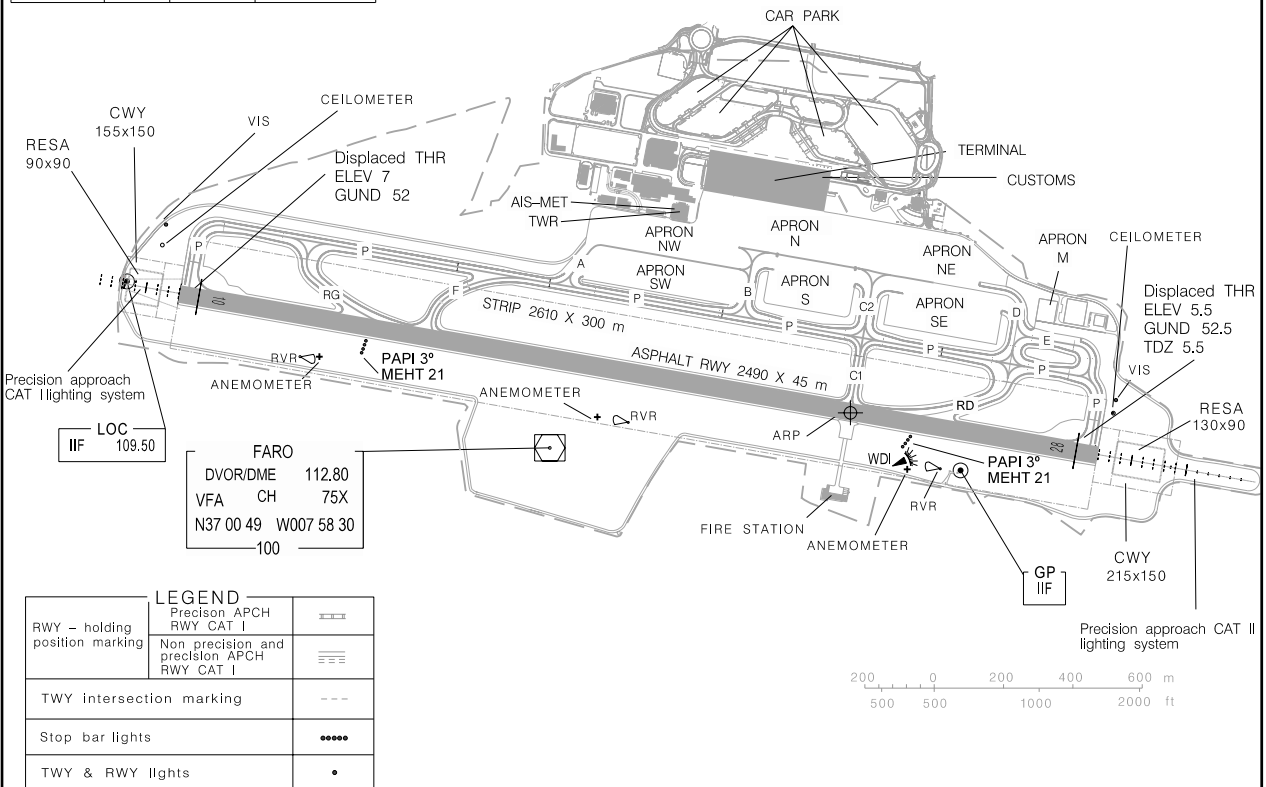 CAR PARK
CEILOMETER
CWY
155x150
VIS
RESA
90x90
Displaced THR
ELEV 7
GUND 52
TERMINAL
CUSTOMS
AIS-MET
TWR
APRON
NW
APRON
N
APRON
NE
APRON
M
CEILOMETER
P
P
A
APRON
SW
APRON
S
APRON
SE
Displaced THR
ELEV 5.5
GUND 52.5
TDZ 5.5
RG
F
P
B
P
C2
P
D
E
P
P
10
STRIP 2610 X 300 m
ASPHALT RWY 2490 X 45 m
C1
RD
28
VIS
RESA
130x90
RVR
ANEMOMETER
PAPI 3º
MEHT 21
Precision approach
CAT I lighting system
LOC
IIF 109.50
ANEMOMETER
RVR
ARP
WDI
PAPI 3º
MEHT 21
RVR
FARO
DVOR/DME 112.80
VFA CH 75X
N37 00 49 W007 58 30
100
FIRE STATION
ANEMOMETER
GP
IIF
CWY
215x150
Precision approach CAT II
lighting system
LEGEND
RWY - holding
position marking
Precison APCH
RWY CAT I
Non precision and
precision APCH
RWY CAT I
TWY intersection marking
Stop bar lights
TWY & RWY lights
200 0 200 400 600 m
500 500 1000 2000 ft